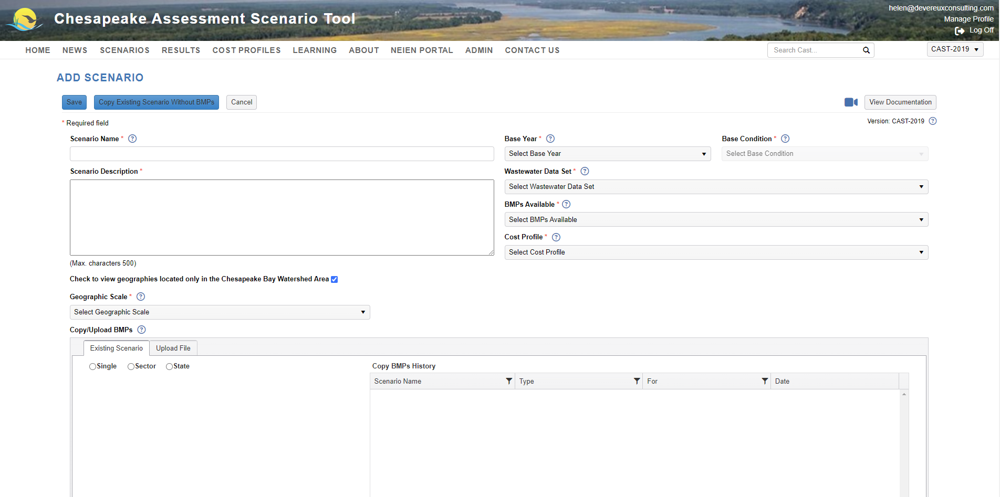 Chesapeake Assessment Scenario Tool
helen@devereuxconsulting.com
Manage Profile
Log Off
HOME NEWS SCENARIOS RESULTS COST PROFILES LEARNING ABOUT NEIEN PORTAL ADMIN CONTACT US
Search Cast...
CAST-2019
ADD SCENARIO
Save Copy Existing Scenario Without BMPs Cancel
View Documentation
* Required field
Version: CAST-2019 ?
Scenario Name * ?
Base Year * ?
Base Condition * ?
Select Base Year
Select Base Condition
Scenario Description *
Wastewater Data Set * ?
Select Wastewater Data Set
BMPs Available * ?
Select BMPs Available
Cost Profile * ?
Select Cost Profile
(Max. characters 500)
Check to view geographies located only in the Chesapeake Bay Watershed Area
Geographic Scale * ?
Select Geographic Scale
Copy/Upload BMPs ?
Existing Scenario Upload File
Single Sector State
Copy BMPs History
Scenario Name Type For Date